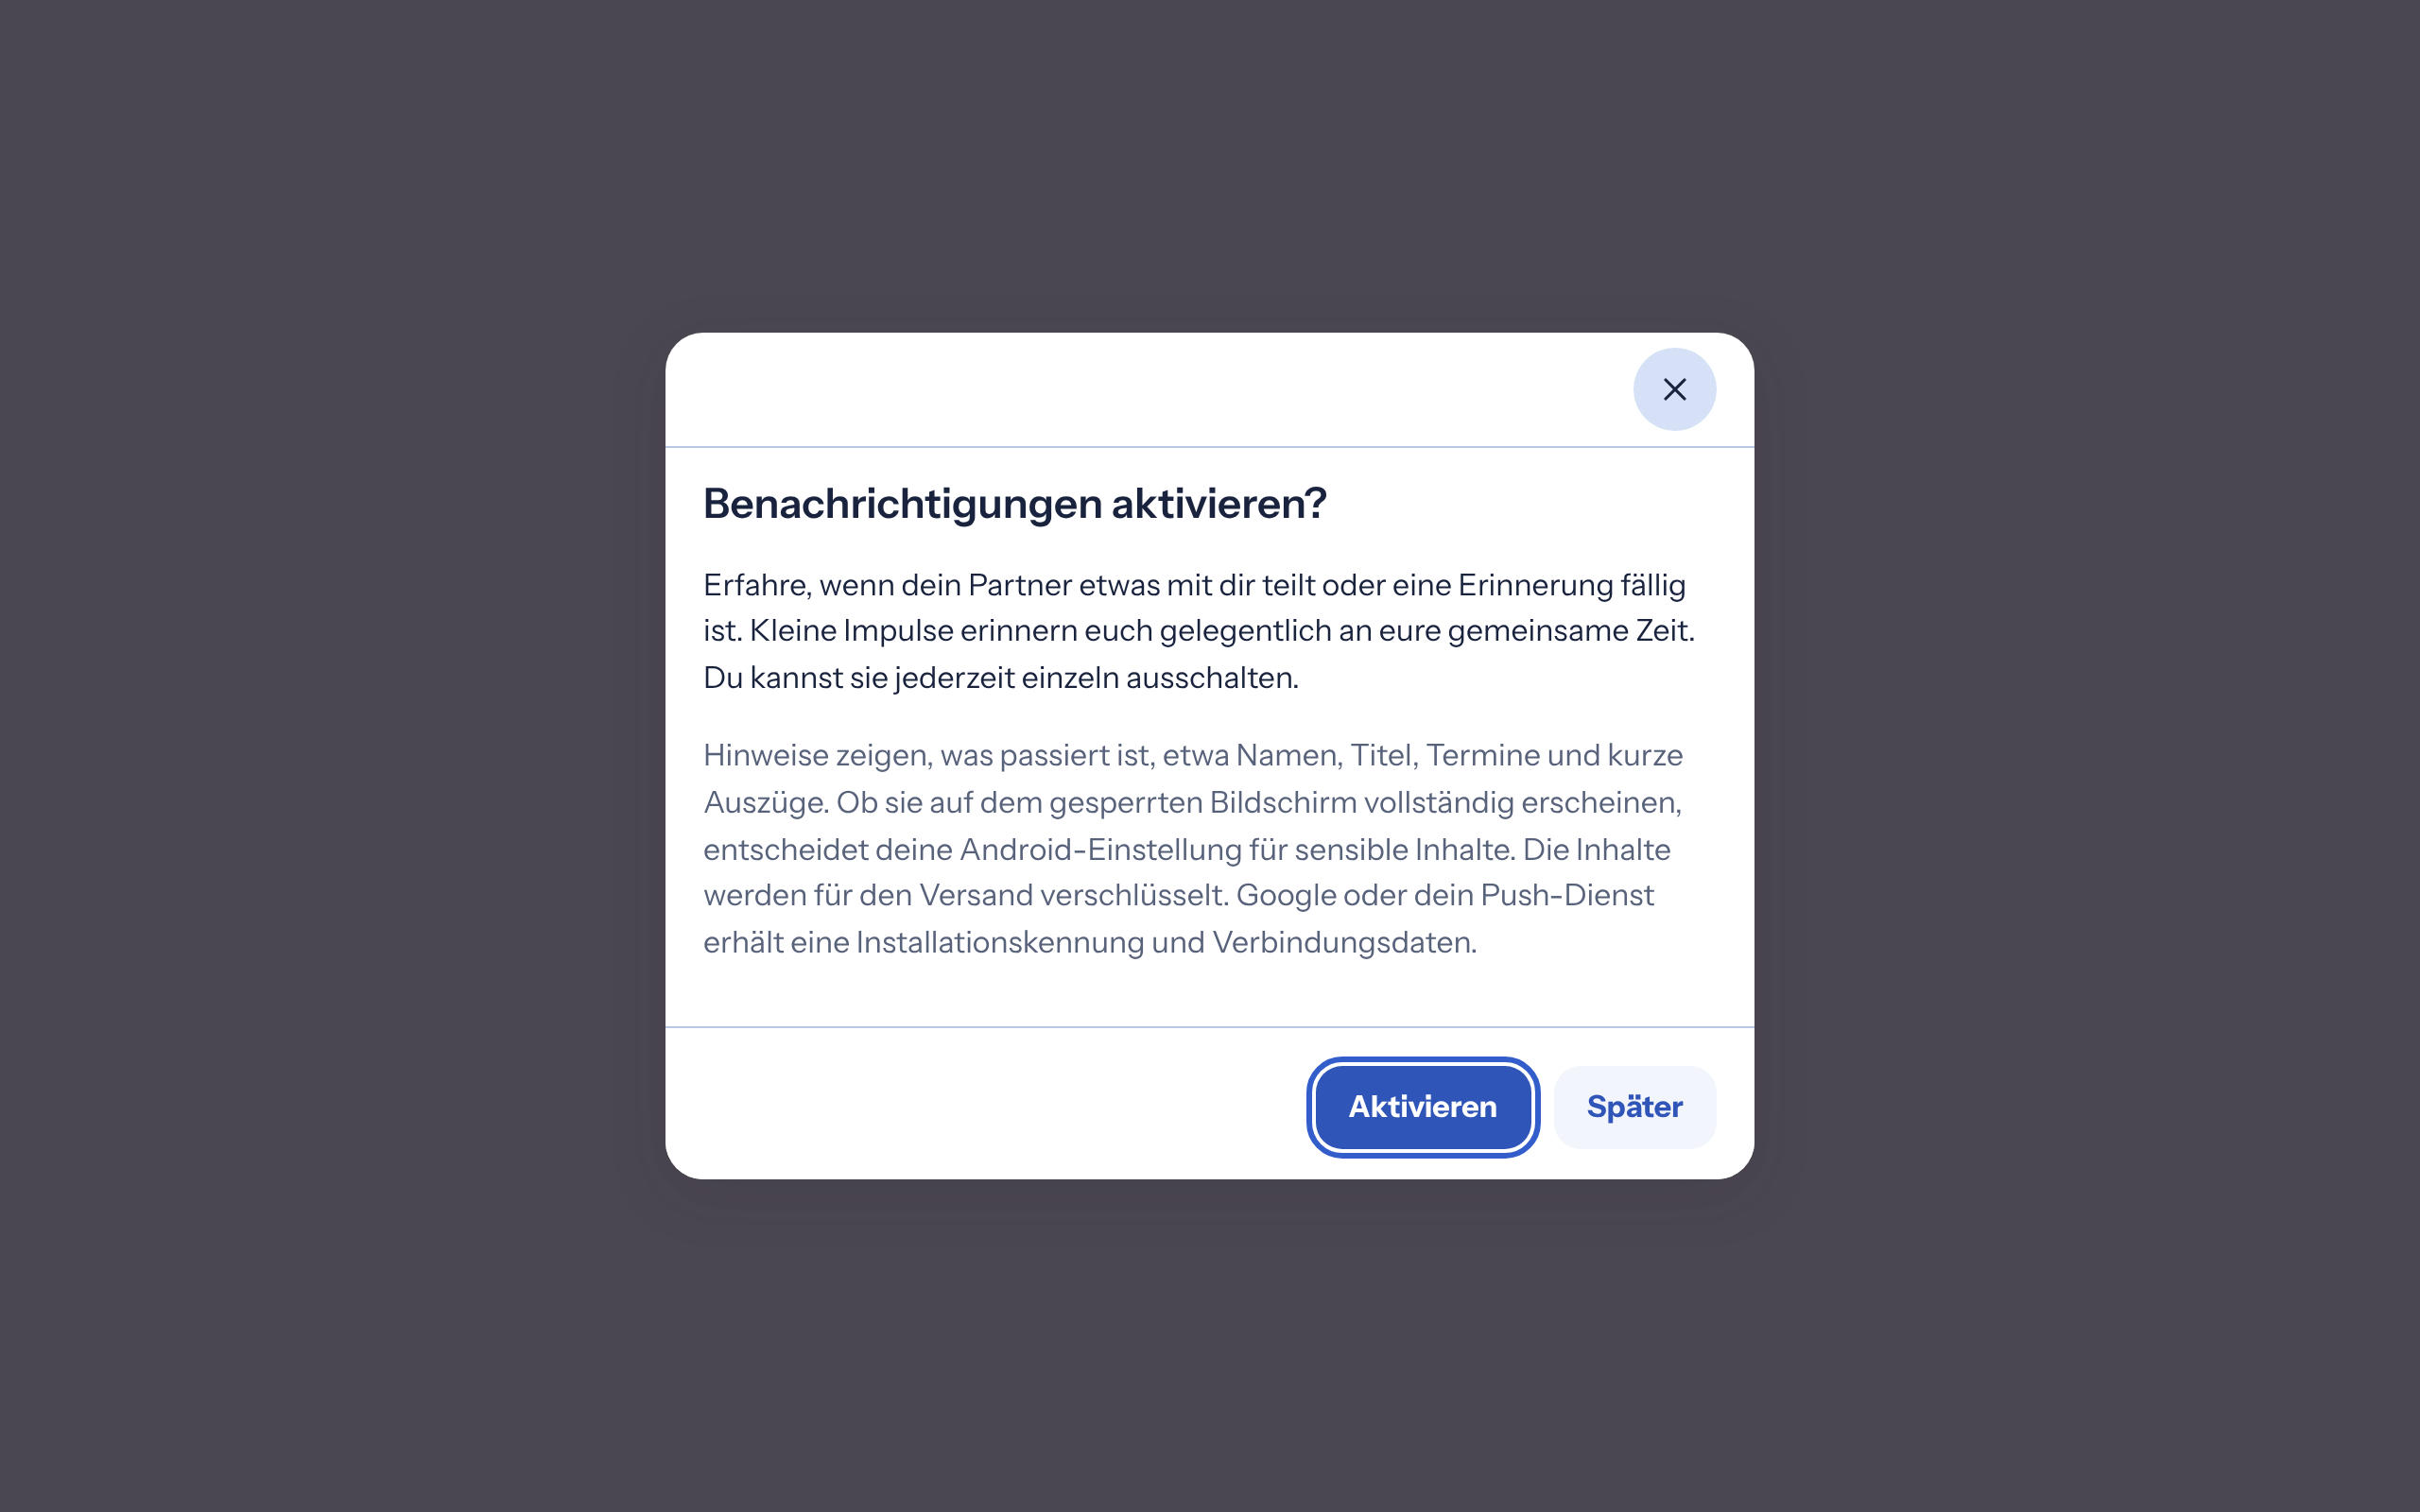 Benachrichtigungen aktivieren?
Erfahre, wenn dein Partner etwas mit dir teilt oder eine Erinnerung fällig
ist. Kleine Impulse erinnern euch gelegentlich an eure gemeinsame Zeit.
Du kannst sie jederzeit einzeln ausschalten.
Hinweise zeigen, was passiert ist, etwa Namen, Titel, Termine und kurze
Auszüge. Ob sie auf dem gesperrten Bildschirm vollständig erscheinen,
entscheidet deine Android-Einstellung für sensible Inhalte. Die Inhalte
werden für den Versand verschlüsselt. Google oder dein Push-Dienst
erhält eine Installationskennung und Verbindungsdaten.
Aktivieren
Später